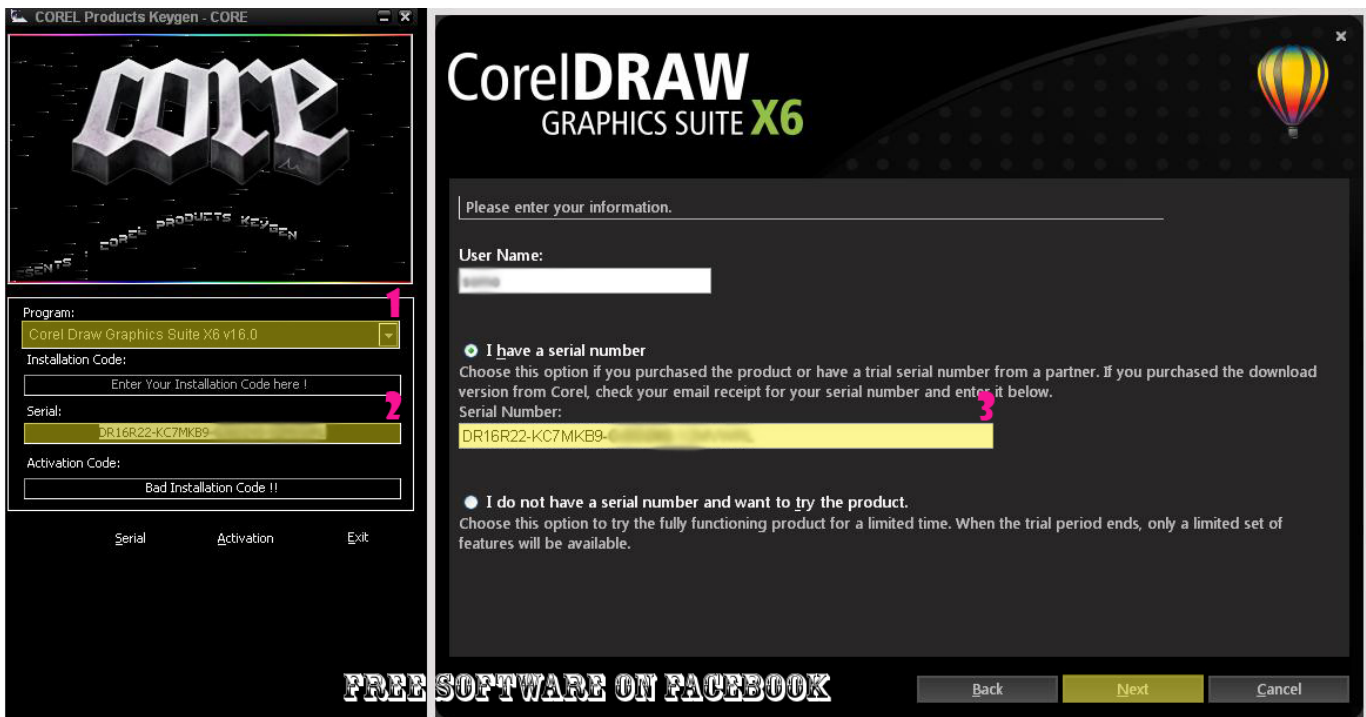 COREL Products Keygen - CORE
core
COREL PRODUCTS KEYGEN
1
Program:
Corel Draw Graphics Suite X6 v16.0
Installation Code:
Enter Your Installation Code here !
2
Serial:
DR16R22-KC7MKB9-
Activation Code:
Bad Installation Code !!
Serial Activation Exit
CorelDRAW
GRAPHICS SUITE X6
Please enter your information.
User Name:
I have a serial number
Choose this option if you purchased the product or have a trial serial number from a partner. If you purchased the download
version from Corel, check your email receipt for your serial number and enter it below.
Serial Number:
3
DR16R22-KC7MKB9-
I do not have a serial number and want to try the product.
Choose this option to try the fully functioning product for a limited time. When the trial period ends, only a limited set of
features will be available.
FREE SOFTWARE ON FACEBOOK
Back Next Cancel